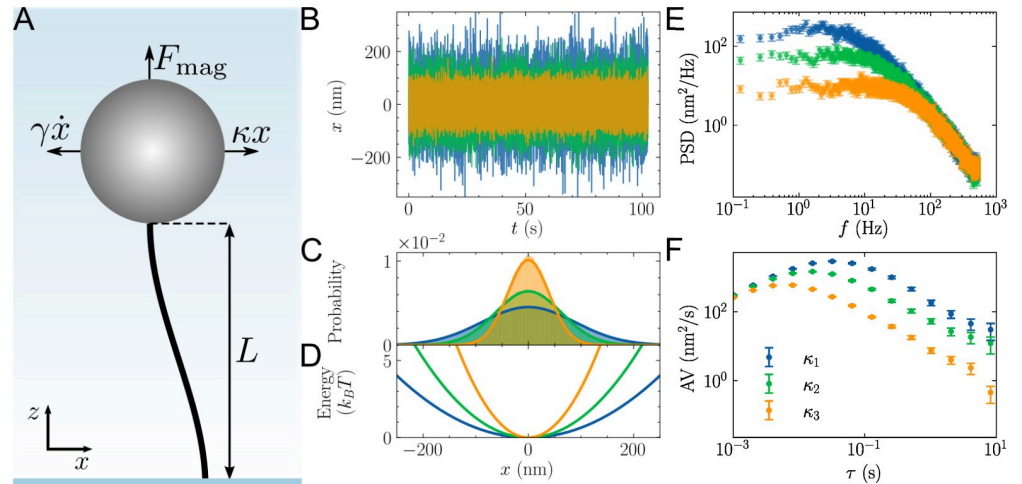 A
F_mag
γẋ
κx
L
z
x
B
x (nm)
200
0
−200
0
50
100
t (s)
C
×10⁻²
Probability
1
0
D
Energy
(k_BT)
5
0
−200
0
200
x (nm)
E
PSD (nm²/Hz)
10²
10⁰
10⁻¹
10⁰
10¹
10²
10³
f (Hz)
F
AV (nm²/s)
10²
10⁰
κ₁
κ₂
κ₃
10⁻³
10⁻¹
10¹
τ (s)